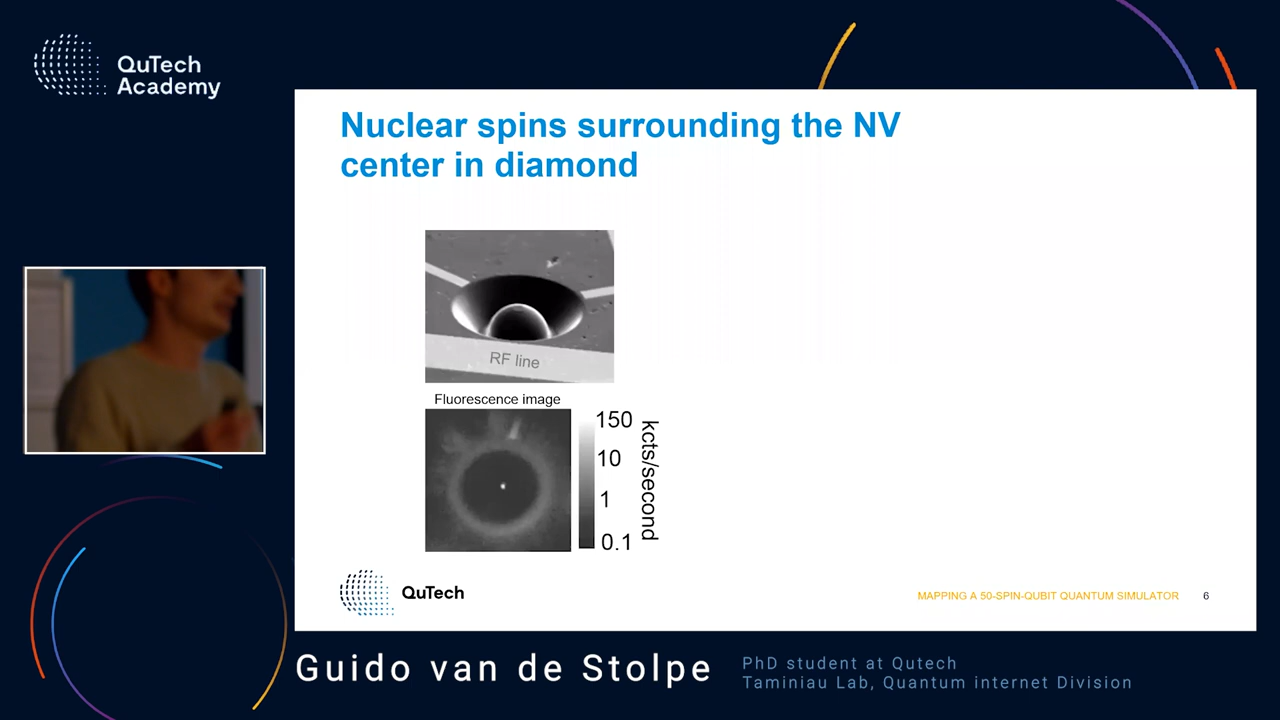 QuTech
Academy
Nuclear spins surrounding the NV
center in diamond
RF line
Fluorescence image
150
10
1
0.1
kcts/second
QuTech
MAPPING A 50-SPIN-QUBIT QUANTUM SIMULATOR 6
Guido van de Stolpe
PhD student at Qutech
Taminiau Lab, Quantum internet Division